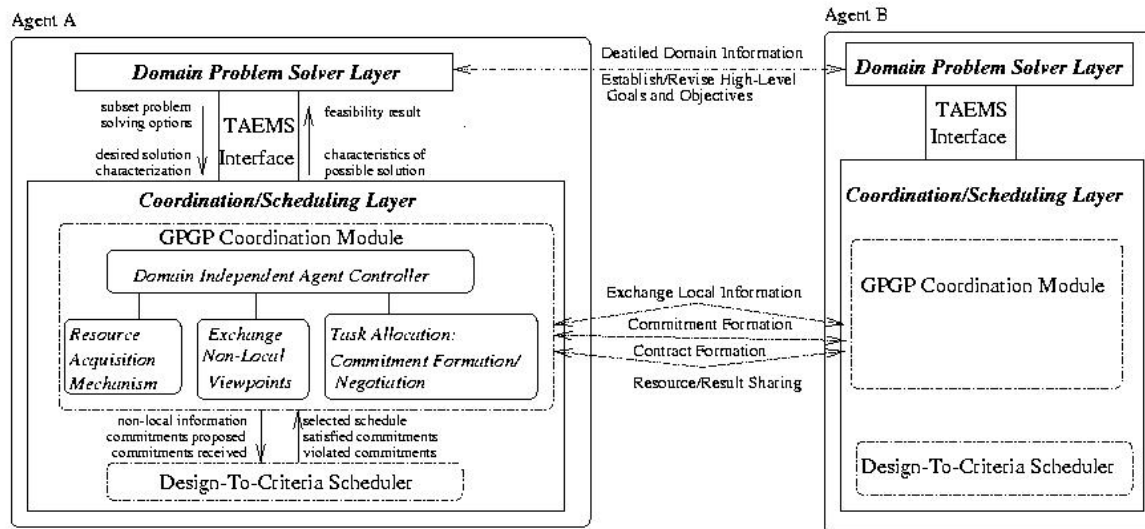 Agent A
Agent B
Domain Problem Solver Layer
Deatiled Domain Information
Establish/Revise High-Level
Goals and Objectives
Domain Problem Solver Layer
subset problem
solving options
TAEMS
Interface
feasibility result
desired solution
characterization
characteristics of
possible solution
TAEMS
Interface
Coordination/Scheduling Layer
GPGP Coordination Module
Domain Independent Agent Controller
Resource
Acquisition
Mechanism
Exchange
Non-Local
Viewpoints
Task Allocation:
Commitment Formation/
Negotiation
Exchange Local Information
Commitment Formation
Contract Formation
Resource/Result Sharing
Coordination/Scheduling Layer
GPGP Coordination Module
non-local information
commitments proposed
commitments received
selected schedule
satisfied commitments
violated commitments
Design-To-Criteria Scheduler
Design-To-Criteria Scheduler